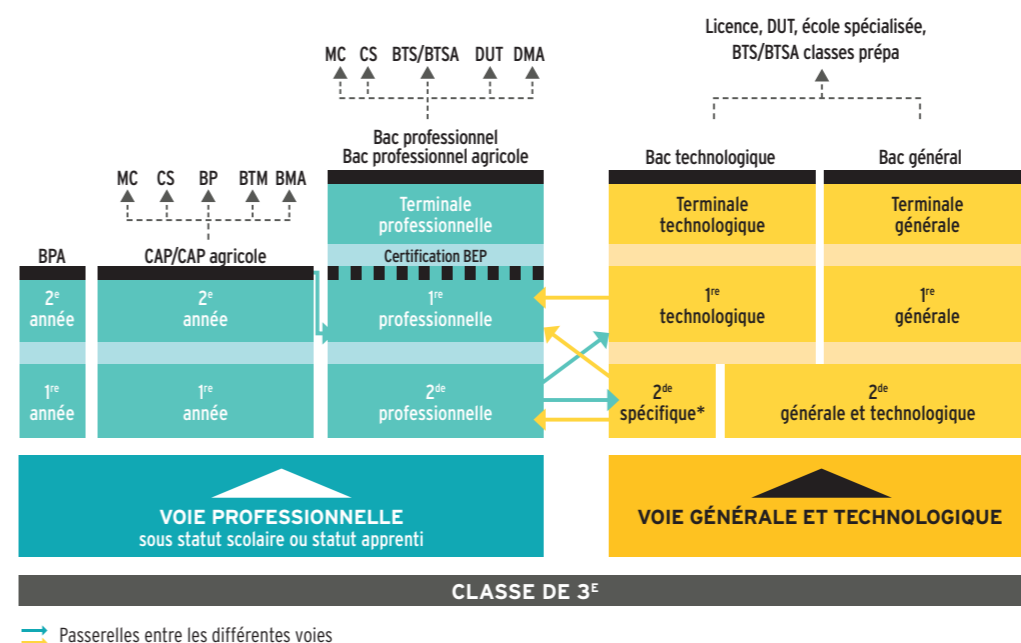 Licence, DUT, école spécialisée,
BTS/BTSA classes prépa
MC CS BTS/BTSA DUT DMA
Bac professionnel
Bac professionnel agricole
Bac technologique
Bac général
MC CS BP BTM BMA
Terminale
professionnelle
Terminale
technologique
Terminale
générale
BPA
CAP/CAP agricole
Certification BEP
2e
année
2e
année
1re
professionnelle
1re
technologique
1re
générale
1re
année
1re
année
2de
professionnelle
2de
spécifique*
2de
générale et technologique
VOIE PROFESSIONNELLE
sous statut scolaire ou statut apprenti
VOIE GÉNÉRALE ET TECHNOLOGIQUE
CLASSE DE 3E
Passerelles entre les différentes voies